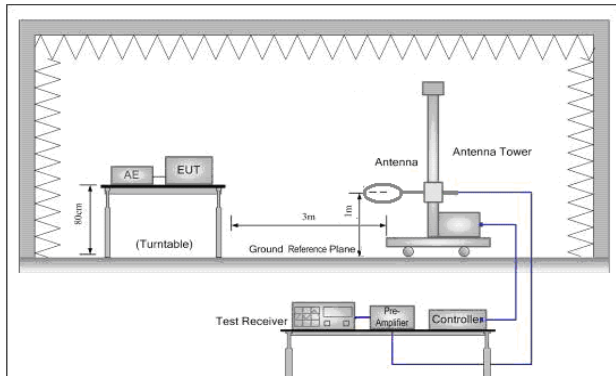 AE
EUT
80cm
(Turntable)
3m
Antenna
Antenna Tower
1m
Ground Reference Plane
Test Receiver
Pre-
Amplifier
Controller